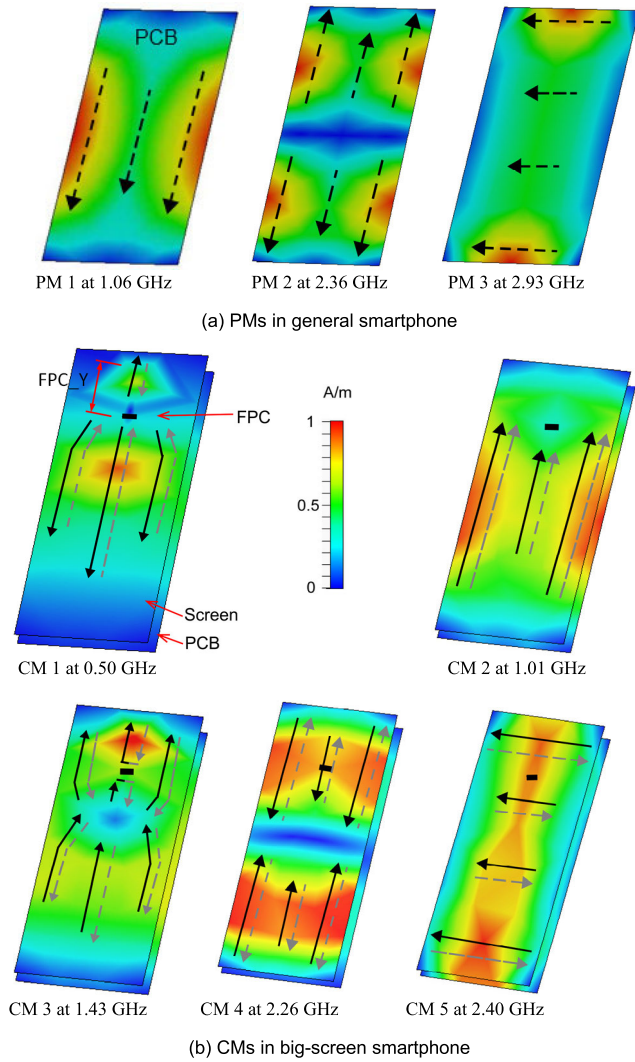 PCB
PM 1 at 1.06 GHz
PM 2 at 2.36 GHz
PM 3 at 2.93 GHz
(a) PMs in general smartphone
FPC_Y
FPC
A/m
1
0.5
0
Screen
PCB
CM 1 at 0.50 GHz
CM 2 at 1.01 GHz
CM 3 at 1.43 GHz
CM 4 at 2.26 GHz
CM 5 at 2.40 GHz
(b) CMs in big-screen smartphone